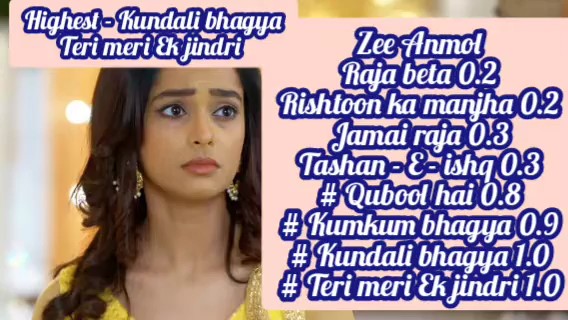 Highest - Kundali bhagya
Teri meri Ek jindri
Zee Anmol
Raja beta 0.2
Rishtoon ka manjha 0.2
Jamai raja 0.3
Tashan - E - ishq 0.3
# Qubool hai 0.8
# Kumkum bhagya 0.9
# Kundali bhagya 1.0
# Teri meri Ek jindri 1.0